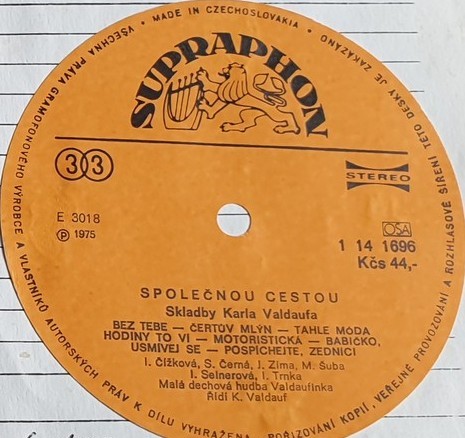 VŠECHNA PRÁVA GRAMOFONOVÉHO VÝROBCE A VLASTNÍKŮ AUTORSKÝCH PRÁV K DÍLU VYHRAŽENA. POŘIZOVÁNÍ KOPIÍ, VEŘEJNÉ PROVOZOVÁNÍ A ROZHLASOVÉ ŠÍŘENÍ TÉTO DESKY JE ZAKÁZÁNO
• MADE IN CZECHOSLOVAKIA •
SUPRAPHON
33
STEREO
E 3018
Ⓟ 1975
OSA
1 14 1696
Kčs 44,-
SPOLEČNOU CESTOU
Skladby Karla Valdaufa
BEZ TEBE — ČERTŮV MLÝN — TAHLE MÓDA
HODINY TO VÍ — MOTORISTICKÁ — BABIČKO,
USMÍVEJ SE — POSPÍCHEJTE, ZEDNÍCI
I. Čížková, S. Černá, I. Zima, M. Šuba
I. Selnerová, I. Trnka
Malá dechová hudba Valdaufinka
Řídí K. Valdauf